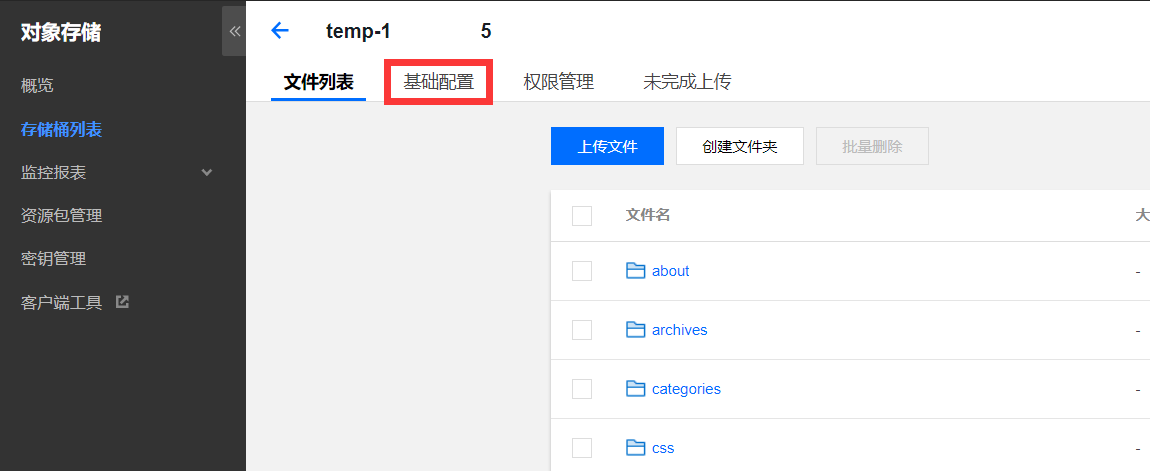 对象存储
概览
存储桶列表
监控报表
资源包管理
密钥管理
客户端工具
temp-1 5
文件列表 基础配置 权限管理 未完成上传
上传文件 创建文件夹 批量删除
文件名 大
about -
archives -
categories -
css -